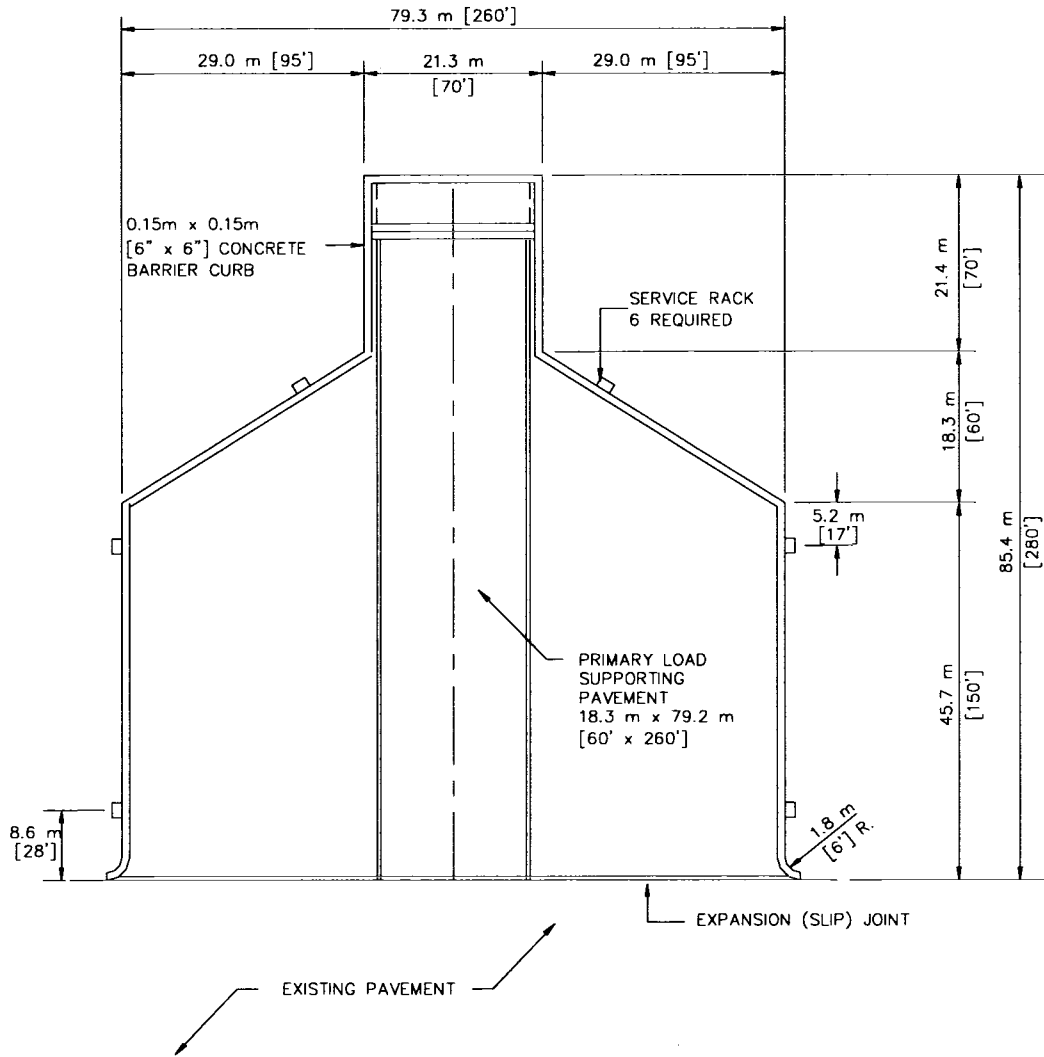 79.3 m [260']
29.0 m [95']
21.3 m
[70']
29.0 m [95']
0.15m x 0.15m
[6" x 6"] CONCRETE
BARRIER CURB
SERVICE RACK
6 REQUIRED
21.4 m
[70']
18.3 m
[60']
5.2 m
[17']
85.4 m
[280']
45.7 m
[150']
PRIMARY LOAD
SUPPORTING
PAVEMENT
18.3 m x 79.2 m
[60' x 260']
8.6 m
[28']
1.8 m
[6'] R.
EXPANSION (SLIP) JOINT
EXISTING PAVEMENT